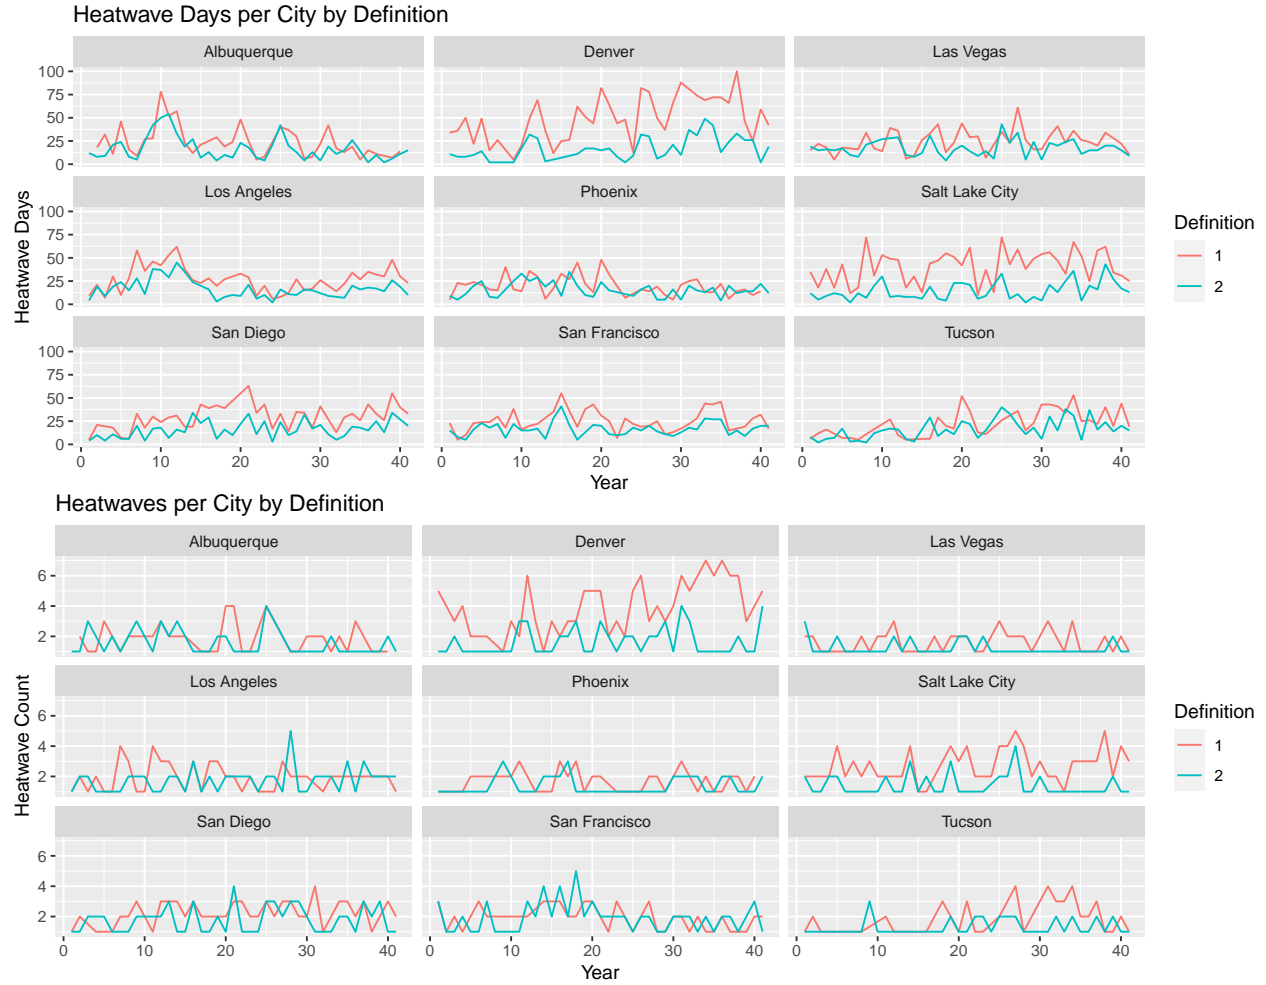 Heatwave Days per City by Definition
Albuquerque Denver Las Vegas
100
75
50
25
0
Los Angeles Phoenix Salt Lake City
100
75
50
25
0
San Diego San Francisco Tucson
100
75
50
25
0
0 10 20 30 40 0 10 20 30 40 0 10 20 30 40
Year
Heatwave Days
Definition
1
2
Heatwaves per City by Definition
Albuquerque Denver Las Vegas
6
4
2
Los Angeles Phoenix Salt Lake City
6
4
2
San Diego San Francisco Tucson
6
4
2
0 10 20 30 40 0 10 20 30 40 0 10 20 30 40
Year
Heatwave Count
Definition
1
2